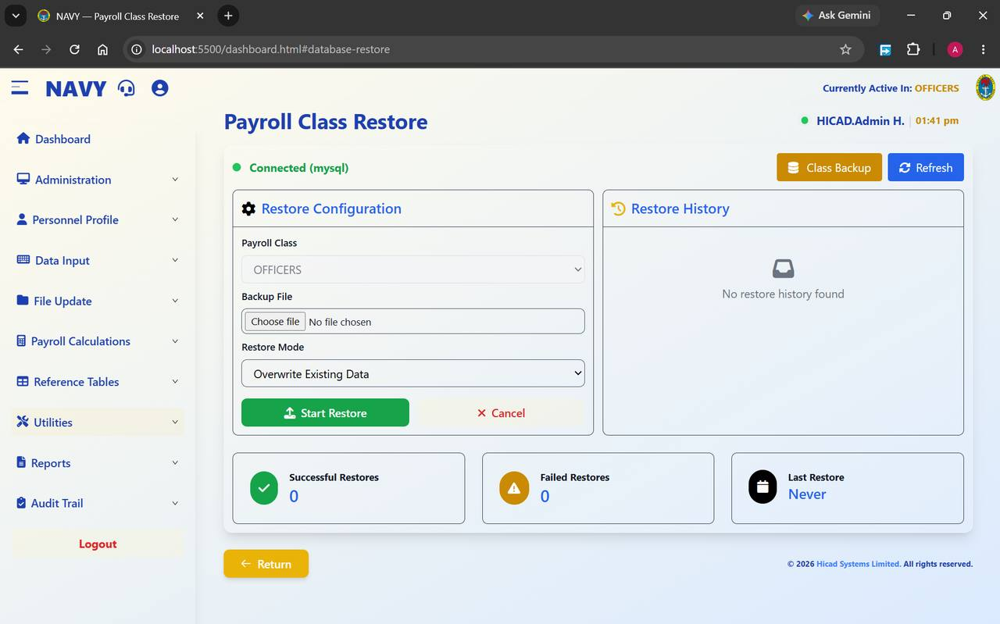 NAVY — Payroll Class Restore
Ask Gemini
localhost:5500/dashboard.html#database-restore
A
NAVY
Currently Active In: OFFICERS
Payroll Class Restore
HICAD.Admin H. | 01:41 pm
Dashboard
Administration
Personnel Profile
Data Input
File Update
Payroll Calculations
Reference Tables
Utilities
Reports
Audit Trail
Logout
Connected (mysql)
Class Backup
Refresh
Restore Configuration
Payroll Class
OFFICERS
Backup File
Choose file No file chosen
Restore Mode
Overwrite Existing Data
Start Restore
Cancel
Restore History
No restore history found
Successful Restores
0
Failed Restores
0
Last Restore
Never
Return
© 2026 Hicad Systems Limited. All rights reserved.